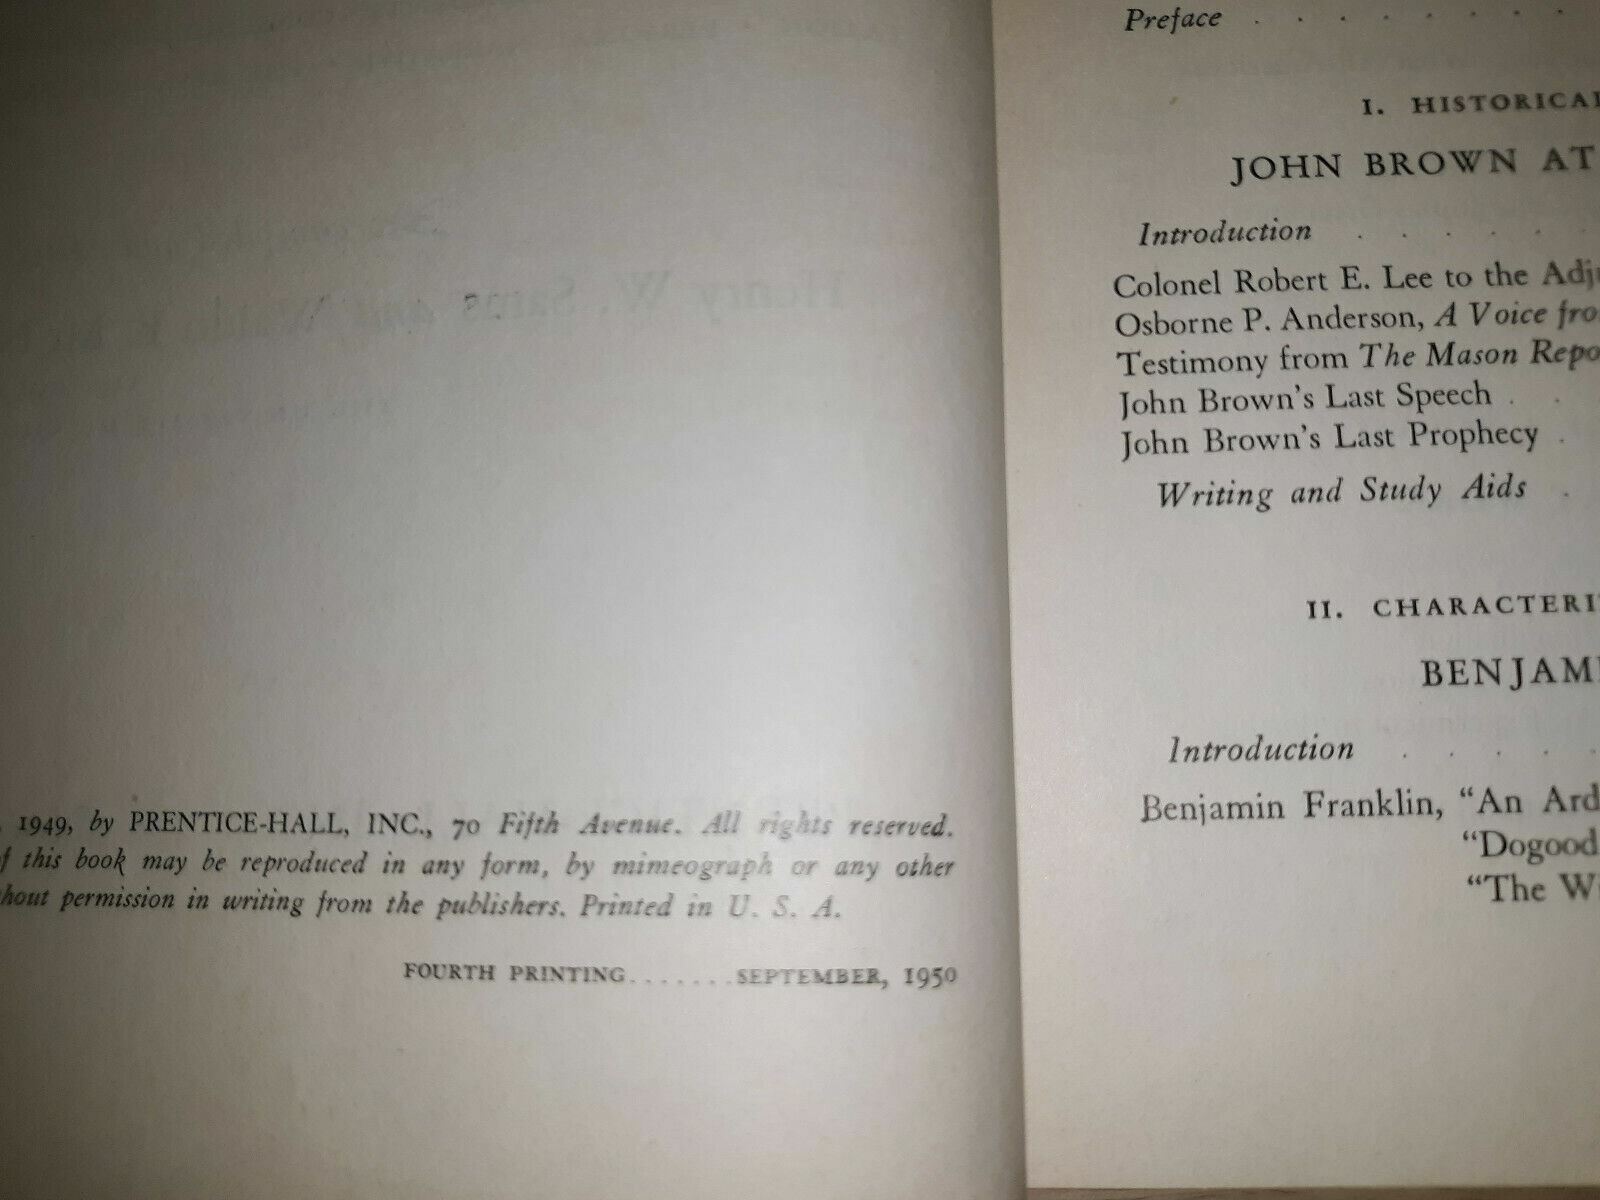 1949, by PRENTICE-HALL, INC., 70 Fifth Avenue. All rights reserved.
of this book may be reproduced in any form, by mimeograph or any other
hout permission in writing from the publishers. Printed in U. S. A.
FOURTH PRINTING.......SEPTEMBER, 1950
Preface . . . . . . . .
I. HISTORICAL
JOHN BROWN AT
Introduction . . . . . .
Colonel Robert E. Lee to the Adju
Osborne P. Anderson, A Voice fro
Testimony from The Mason Repo
John Brown's Last Speech . .
John Brown's Last Prophecy .
Writing and Study Aids .
II. CHARACTERI
BENJAMI
Introduction . . . . .
Benjamin Franklin, "An Ard
"Dogood
"The Wi